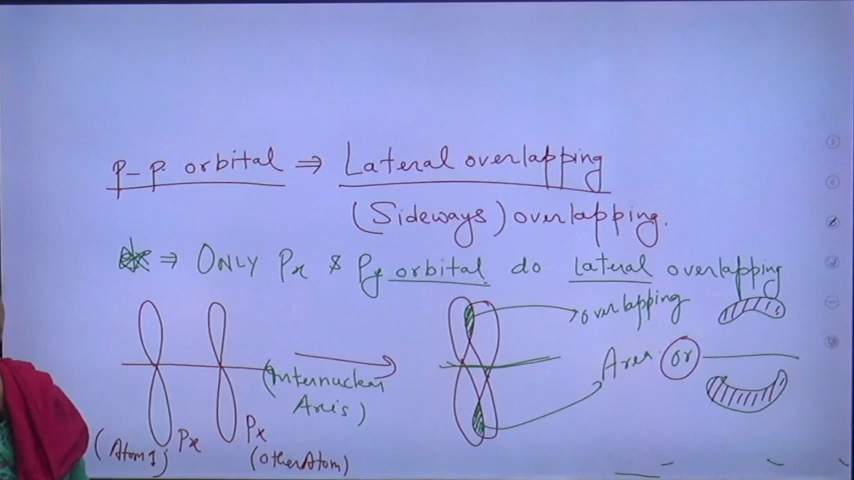 p-p orbital ⇒ Lateral overlapping
(Sideways) overlapping.
⇒ ONLY Px & Py orbital do lateral overlapping
overlapping
Area or
(Internuclear
Axis)
(Atom 1) Px Px
(Other Atom)